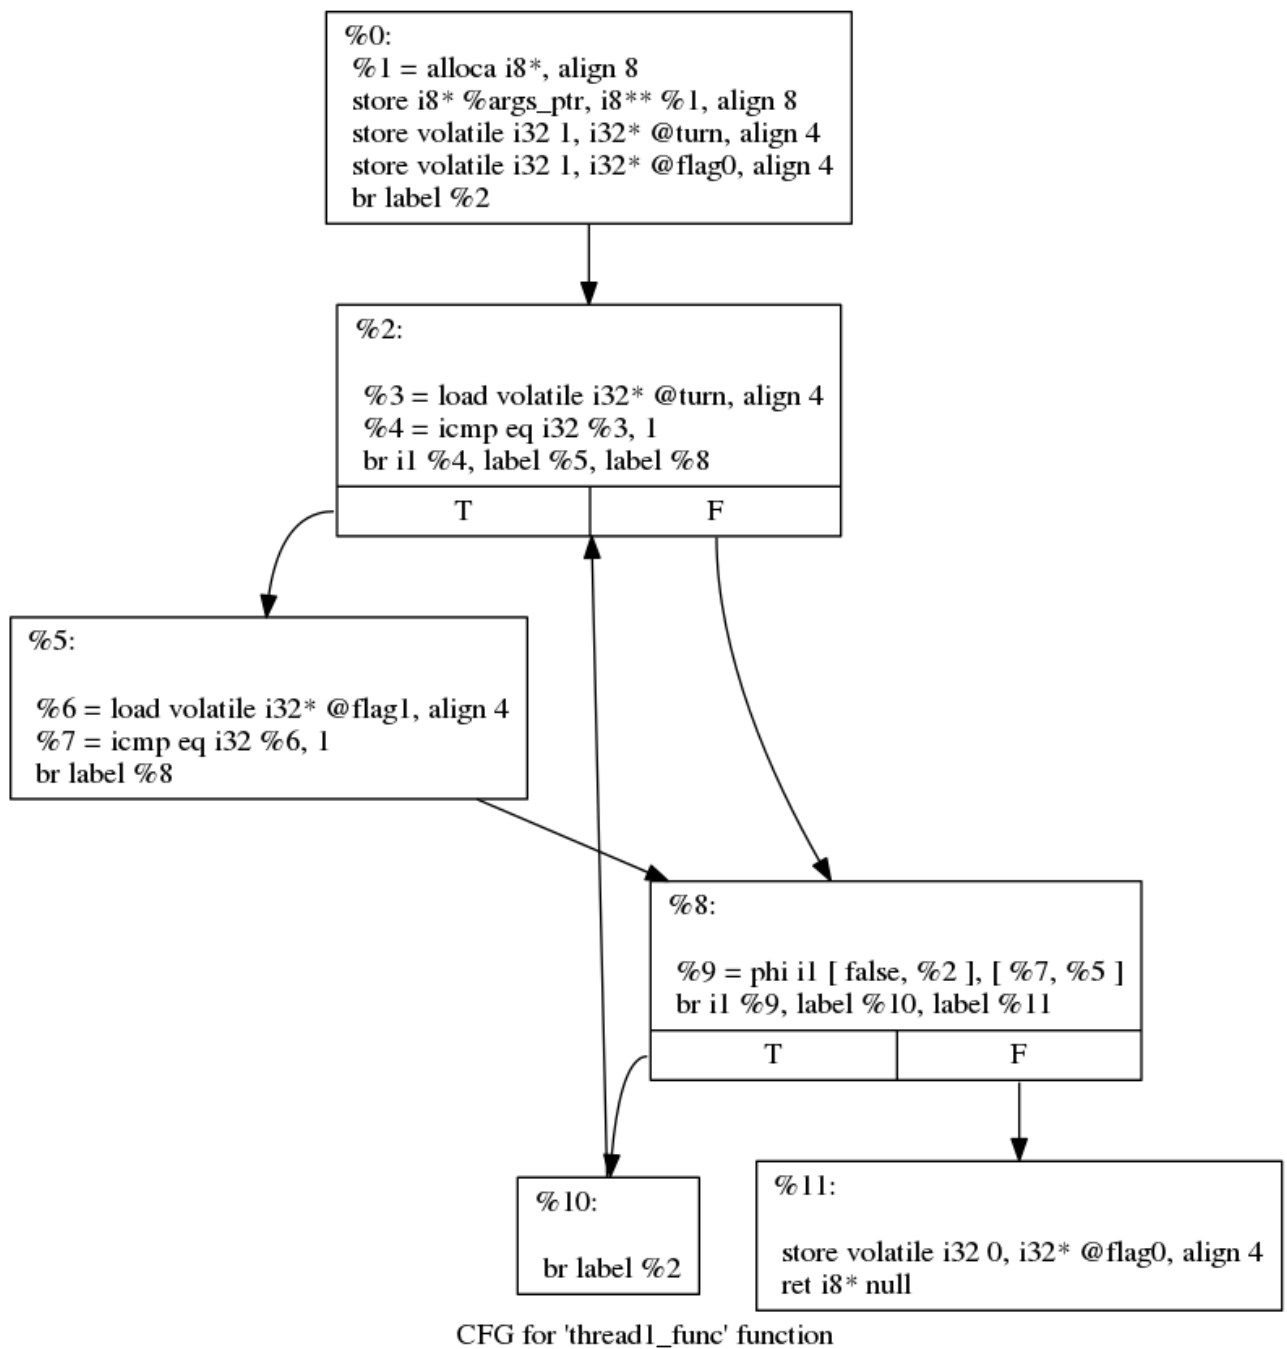 %0:
%1 = alloca i8*, align 8
store i8* %args_ptr, i8** %1, align 8
store volatile i32 1, i32* @turn, align 4
store volatile i32 1, i32* @flag0, align 4
br label %2
%2:
%3 = load volatile i32* @turn, align 4
%4 = icmp eq i32 %3, 1
br i1 %4, label %5, label %8
T F
%5:
%6 = load volatile i32* @flag1, align 4
%7 = icmp eq i32 %6, 1
br label %8
%8:
%9 = phi i1 [ false, %2 ], [ %7, %5 ]
br i1 %9, label %10, label %11
T F
%10:
br label %2
%11:
store volatile i32 0, i32* @flag0, align 4
ret i8* null
CFG for 'thread1_func' function